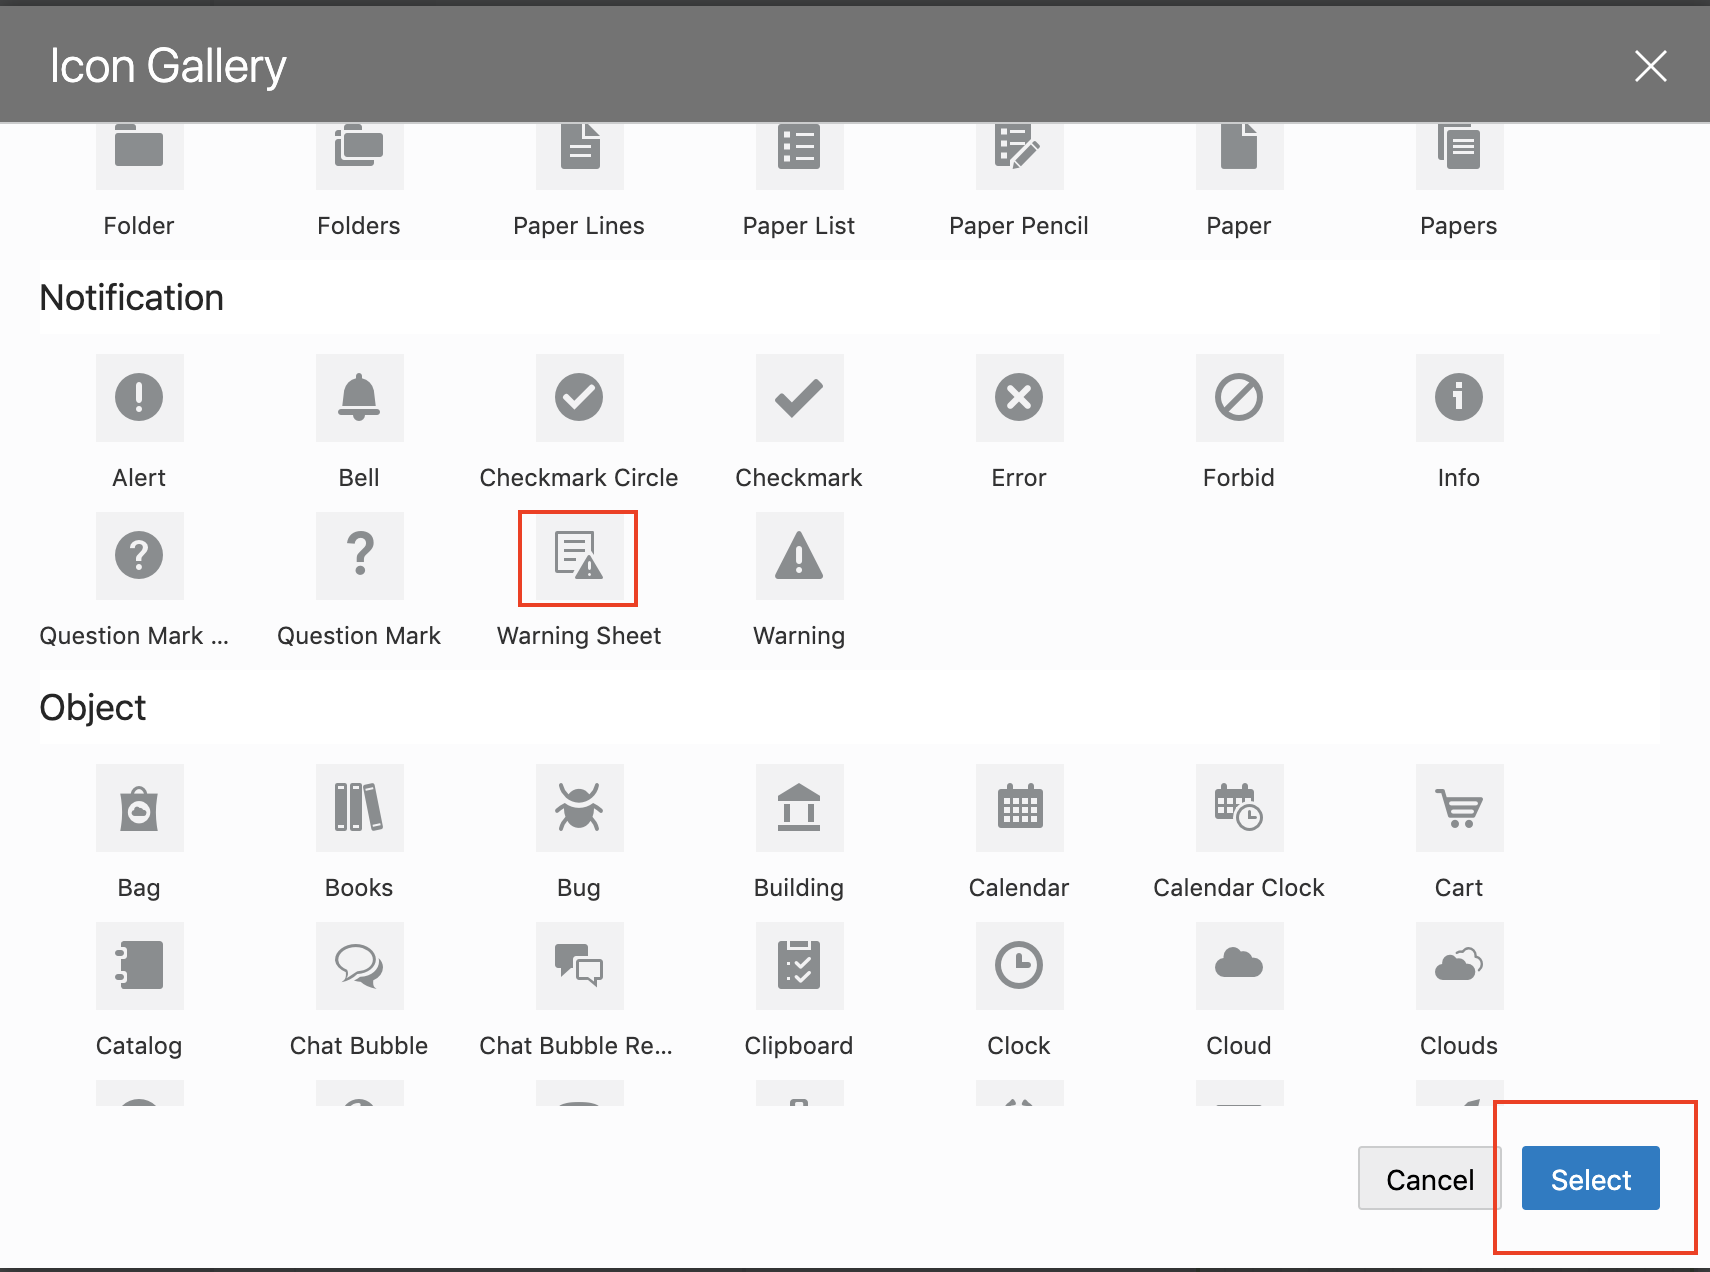 Icon Gallery
Folder
Folders
Paper Lines
Paper List
Paper Pencil
Paper
Papers
Notification
Alert
Bell
Checkmark Circle
Checkmark
Error
Forbid
Info
Question Mark ...
Question Mark
Warning Sheet
Warning
Object
Bag
Books
Bug
Building
Calendar
Calendar Clock
Cart
Catalog
Chat Bubble
Chat Bubble Re...
Clipboard
Clock
Cloud
Clouds
Cancel
Select